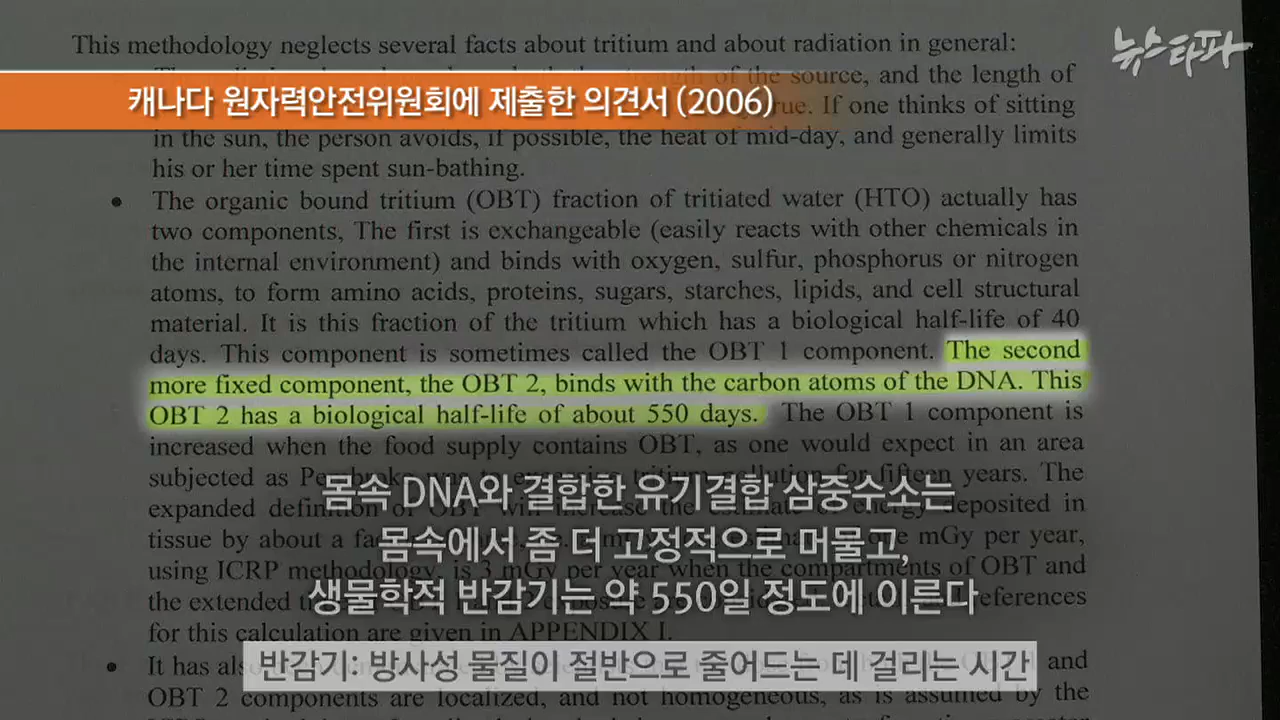 This methodology neglects several facts about tritium and about radiation in general:
뉴스타파
of the source, and the length of
캐나다 원자력안전위원회에 제출한 의견서 (2006)
true. If one thinks of sitting
in the sun, the person avoids, if possible, the heat of mid-day, and generally limits
his or her time spent sun-bathing.
• The organic bound tritium (OBT) fraction of tritiated water (HTO) actually has
two components, The first is exchangeable (easily reacts with other chemicals in
the internal environment) and binds with oxygen, sulfur, phosphorus or nitrogen
atoms, to form amino acids, proteins, sugars, starches, lipids, and cell structural
material. It is this fraction of the tritium which has a biological half-life of 40
days. This component is sometimes called the OBT 1 component. The second
more fixed component, the OBT 2, binds with the carbon atoms of the DNA. This
OBT 2 has a biological half-life of about 550 days. The OBT 1 component is
increased when the food supply contains OBT, as one would expect in an area
subjected as Pembroke was to ongoing tritium pollution for fifteen years. The
몸속 DNA와 결합한 유기결합 삼중수소는
expanded definition of OBT will increase the estimate of energy deposited in
tissue by about a one mGy per year,
몸속에서 좀 더 고정적으로 머물고,
using ICRP methodology, is 3 mGy per year when the compartments of OBT and
생물학적 반감기는 약 550일 정도에 이른다
the extended references
for this calculation are given in APPENDIX I.
반감기: 방사성 물질이 절반으로 줄어드는 데 걸리는 시간
• It has also and
OBT 2 components are localized, and not homogeneous, as is assumed by the